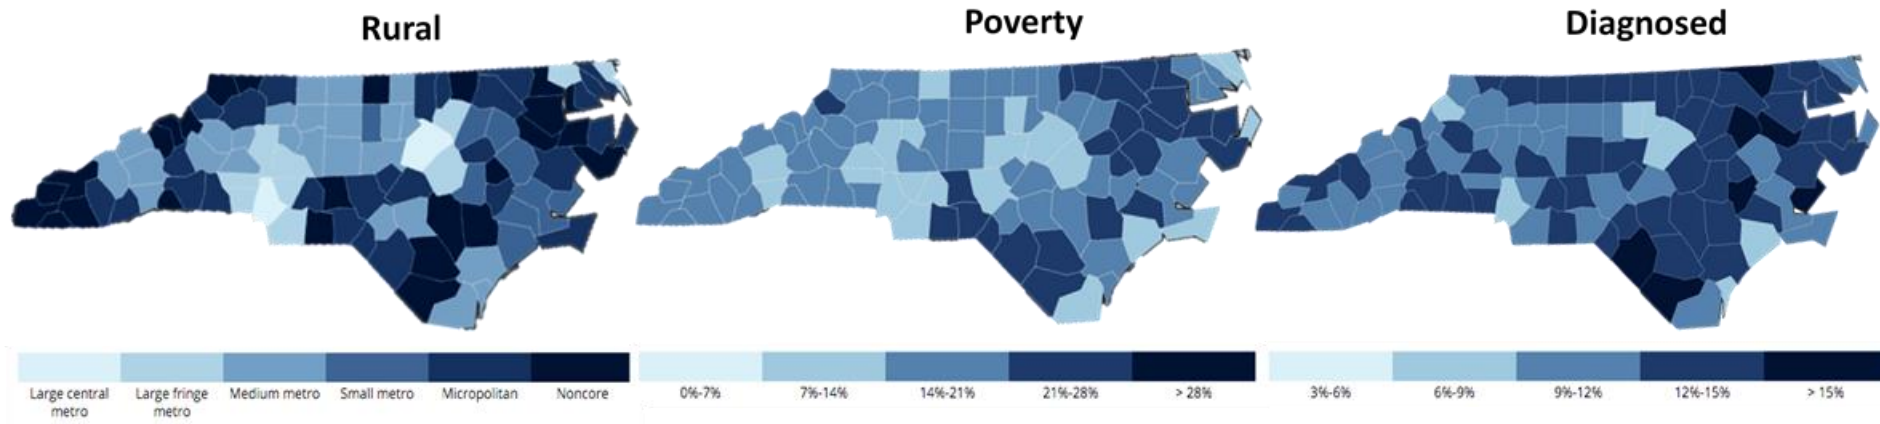 Rural
Poverty
Diagnosed
Large central
metro
Large fringe
metro
Medium metro
Small metro
Micropolitan
Noncore
0%-7%
7%-14%
14%-21%
21%-28%
> 28%
3%-6%
6%-9%
9%-12%
12%-15%
> 15%